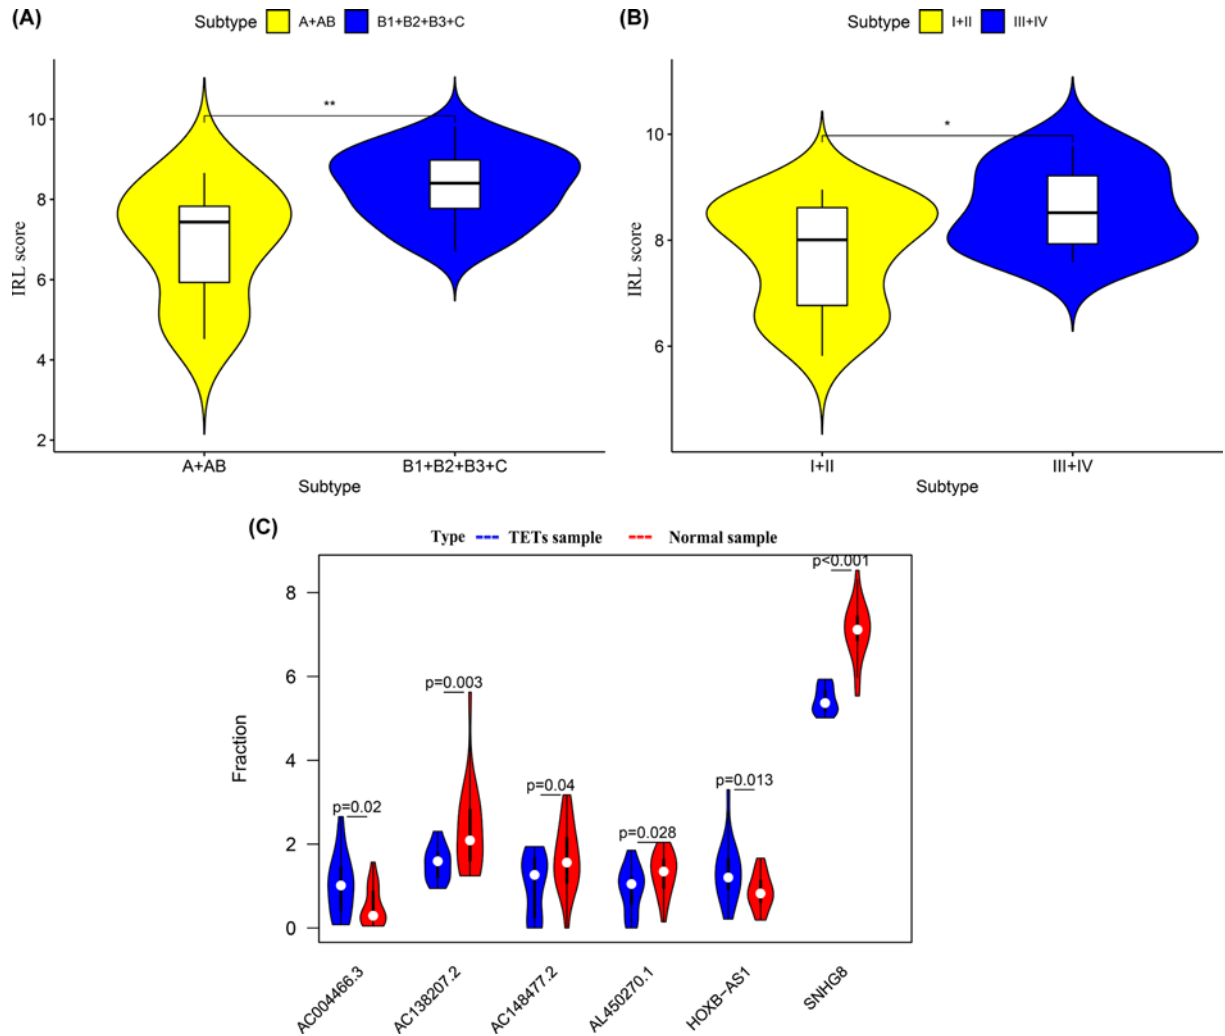 (A)
Subtype A+AB B1+B2+B3+C
IRL score
10
8
6
4
2
**
A+AB B1+B2+B3+C
Subtype
(B)
Subtype I+II III+IV
IRL score
10
8
6
*
I+II III+IV
Subtype
(C)
Type TETs sample Normal sample
Fraction
8
6
4
2
0
p=0.02
p=0.003
p=0.04
p=0.028
p=0.013
p<0.001
AC004466.3
AC138207.2
AC148477.2
AL450270.1
HOXB−AS1
SNHG8